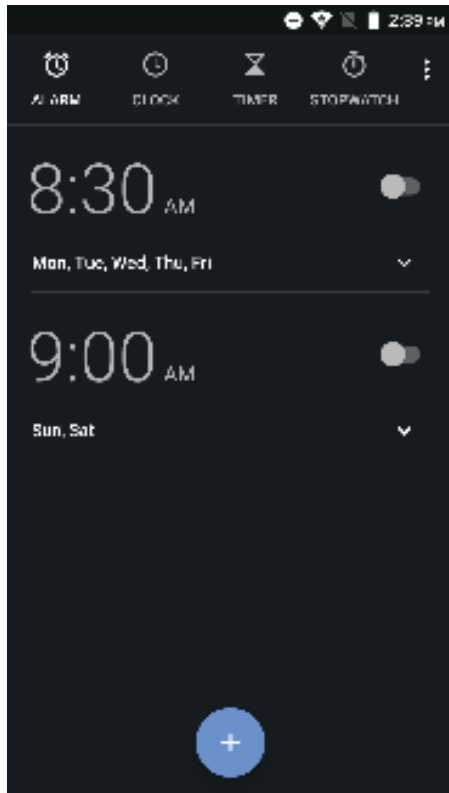 2:39 PM
ALARM CLOCK TIMER STOPWATCH
8:30 AM
Mon, Tue, Wed, Thu, Fri
9:00 AM
Sun, Sat